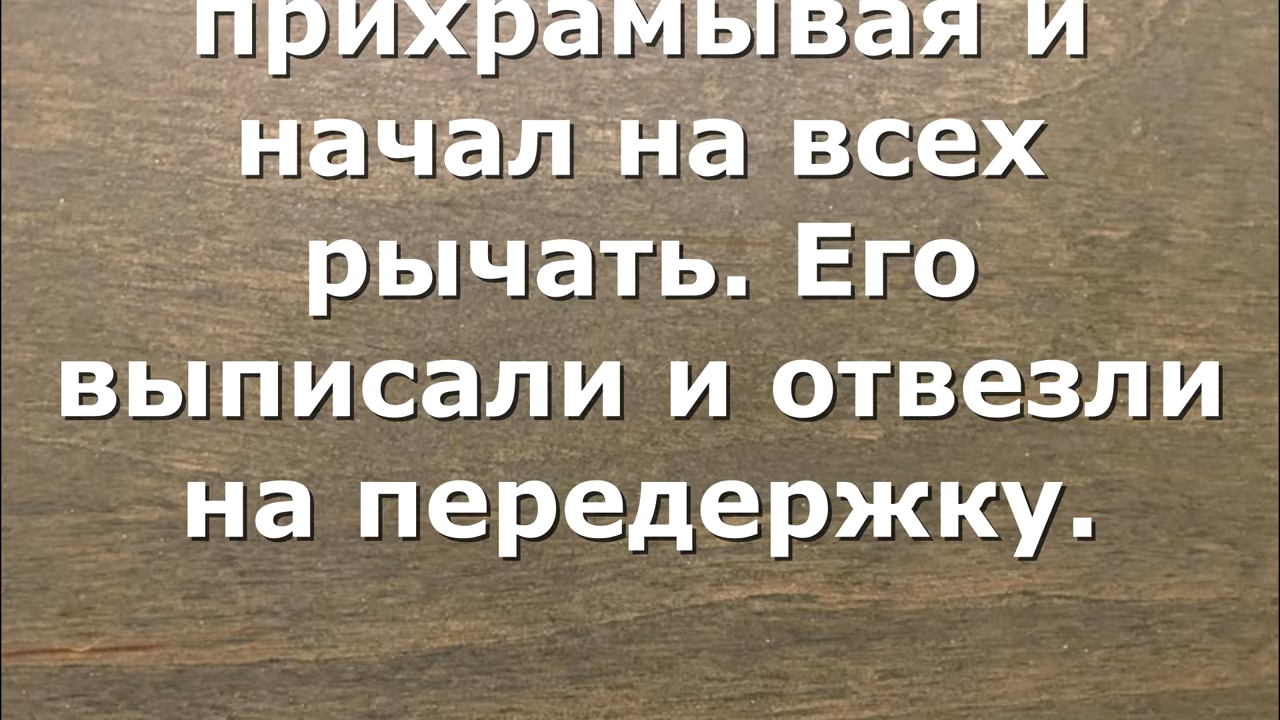 прихрамывая и
начал на всех
рычать. Его
выписали и отвезли
на передержку.